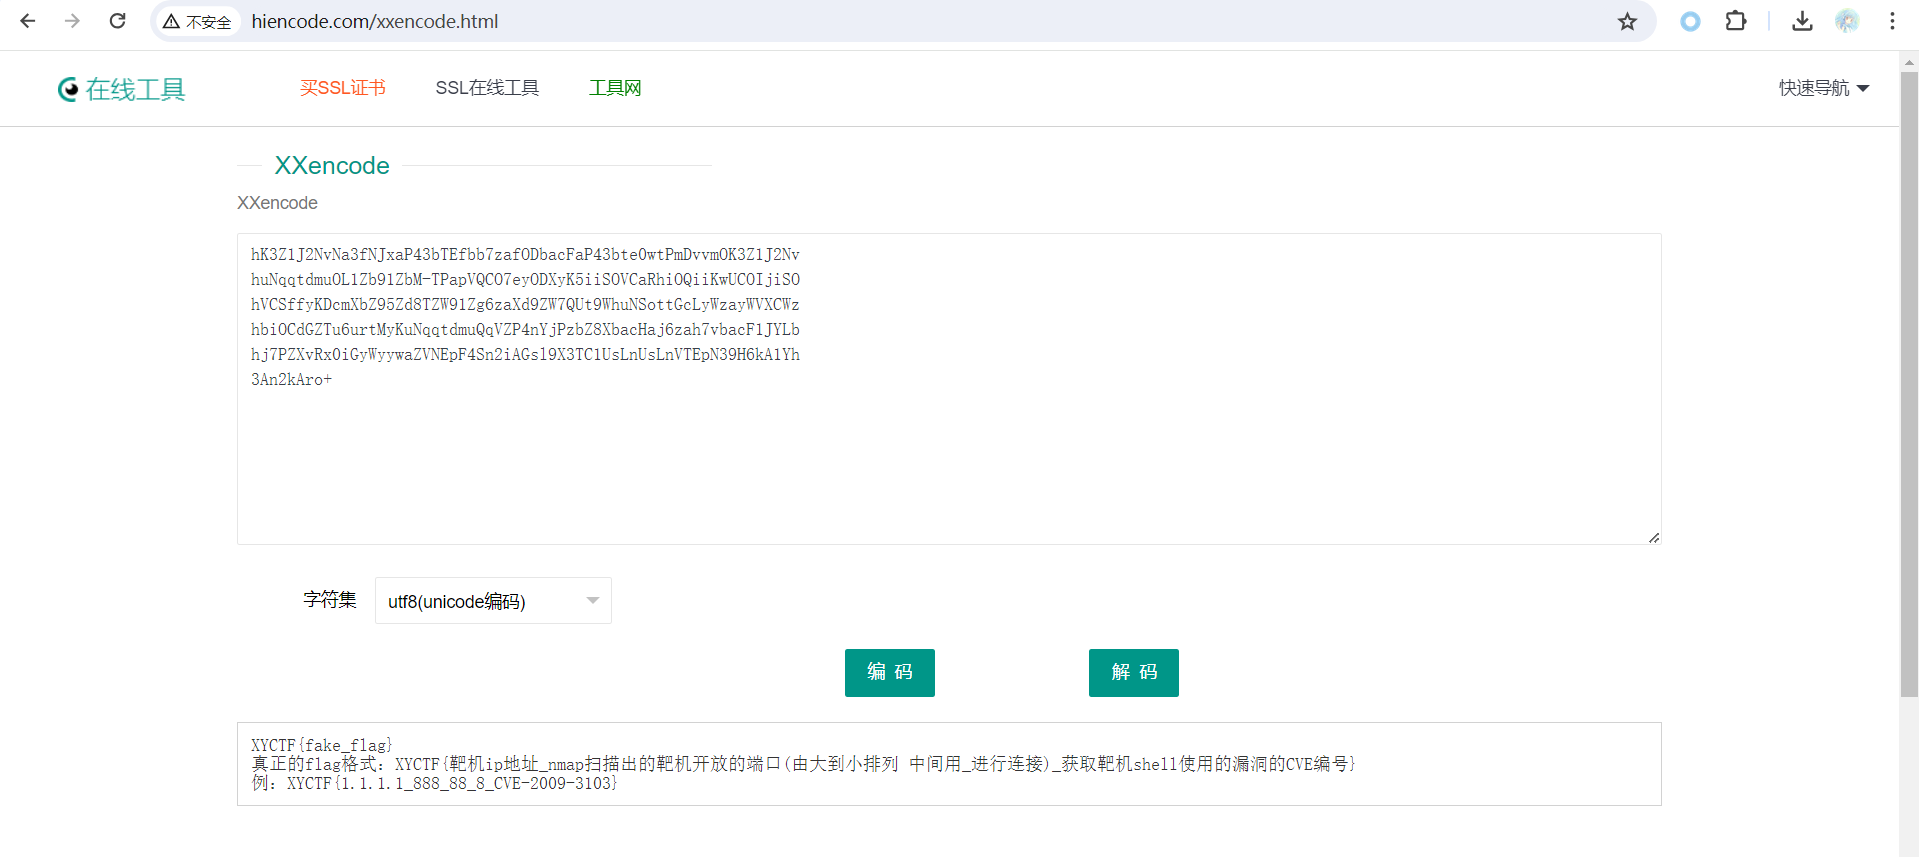 不安全 hiencode.com/xxencode.html
在线工具 买SSL证书 SSL在线工具 工具网 快速导航
XXencode
XXencode
hK3Z1J2NvNa3fNJxaP43bTEfbb7zafODbacFaP43bte0wtPmDvvmOK3Z1J2Nv
huNqqtdmuOL1Zb91ZbM-TPapVQCO7eyODXyK5iiSOVCaRhiOQiiKwUCOIjiSO
hVCSffyKDcmXbZ95Zd8TZW91Zg6zaXd9ZW7QUt9WhuNSottGcLyWzayWVXCWz
hbiOCdGZTu6urtMyKuNqqtdmuQqVZP4nYjPzbZ8XbacHaj6zah7vbacF1JYLb
hj7PZXvRx0iGyWyywaZVNEpF4Sn2iAGsl9X3TC1UsLnUsLnVTEpN39H6kA1Yh
3An2kAro+
字符集 utf8(unicode编码)
编 码 解 码
XYCTF{fake_flag}
真正的flag格式：XYCTF{靶机ip地址_nmap扫描出的靶机开放的端口(由大到小排列 中间用_进行连接)_获取靶机shell使用的漏洞的CVE编号}
例：XYCTF{1.1.1.1_888_88_8_CVE-2009-3103}